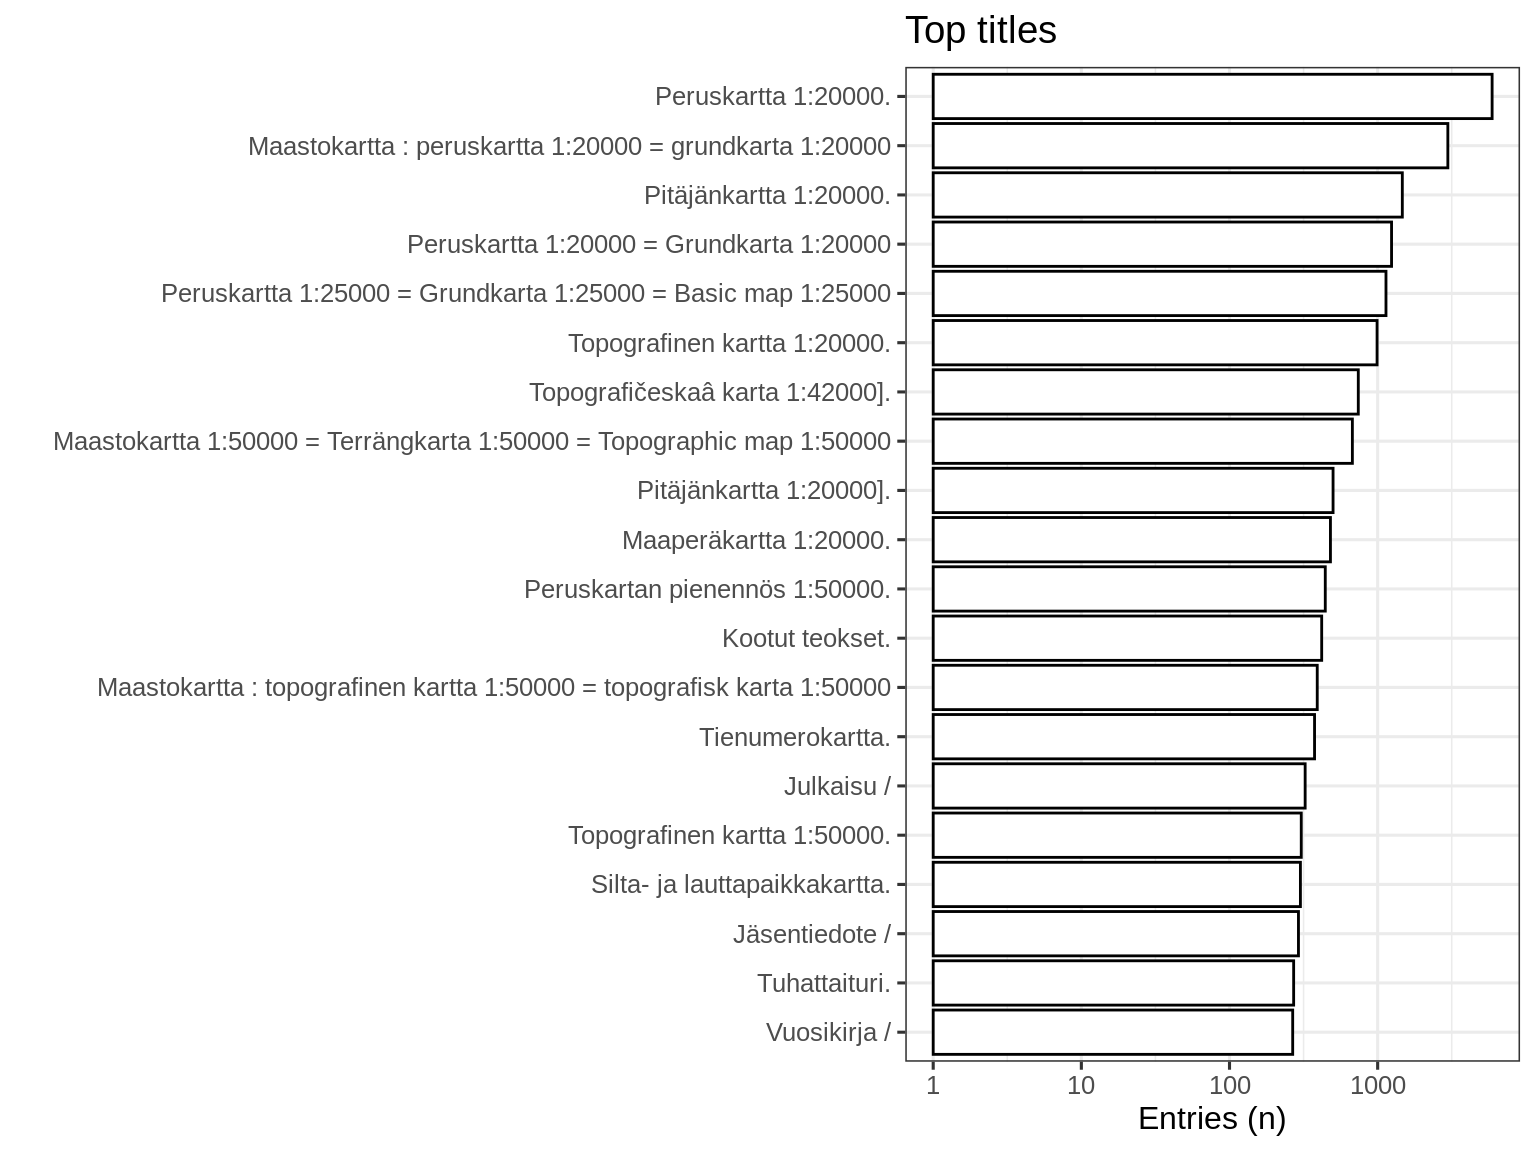 Top titles
Peruskartta 1:20000.
Maastokartta : peruskartta 1:20000 = grundkarta 1:20000
Pitäjänkartta 1:20000.
Peruskartta 1:20000 = Grundkarta 1:20000
Peruskartta 1:25000 = Grundkarta 1:25000 = Basic map 1:25000
Topografinen kartta 1:20000.
Topografičeskaâ karta 1:42000].
Maastokartta 1:50000 = Terrängkarta 1:50000 = Topographic map 1:50000
Pitäjänkartta 1:20000].
Maaperäkartta 1:20000.
Peruskartan pienennös 1:50000.
Kootut teokset.
Maastokartta : topografinen kartta 1:50000 = topografisk karta 1:50000
Tienumerokartta.
Julkaisu /
Topografinen kartta 1:50000.
Silta- ja lauttapaikkakartta.
Jäsentiedote /
Tuhattaituri.
Vuosikirja /
1 10 100 1000
Entries (n)